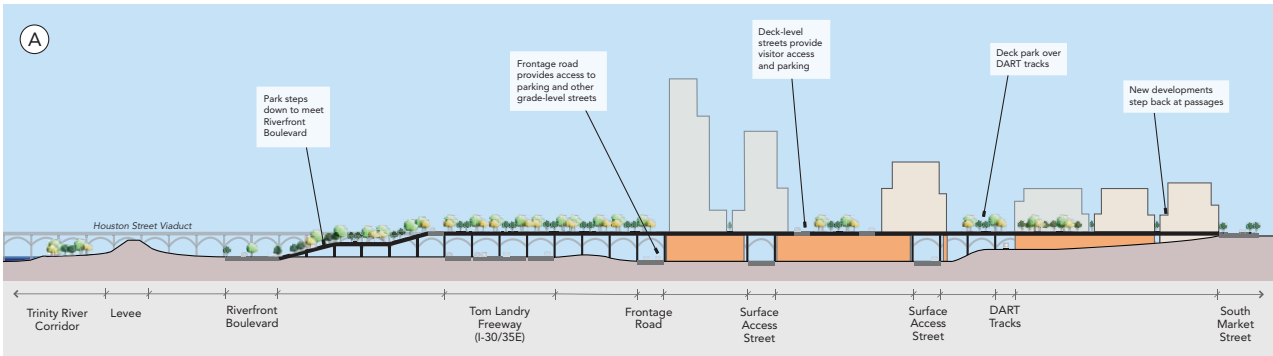 A
Park steps
down to meet
Riverfront
Boulevard
Frontage road
provides access to
parking and other
grade-level streets
Deck-level
streets provide
visitor access
and parking
Deck park over
DART tracks
New developments
step back at passages
Houston Street Viaduct
Trinity River
Corridor
Levee
Riverfront
Boulevard
Tom Landry
Freeway
(I-30/35E)
Frontage
Road
Surface
Access
Street
Surface
Access
Street
DART
Tracks
South
Market
Street